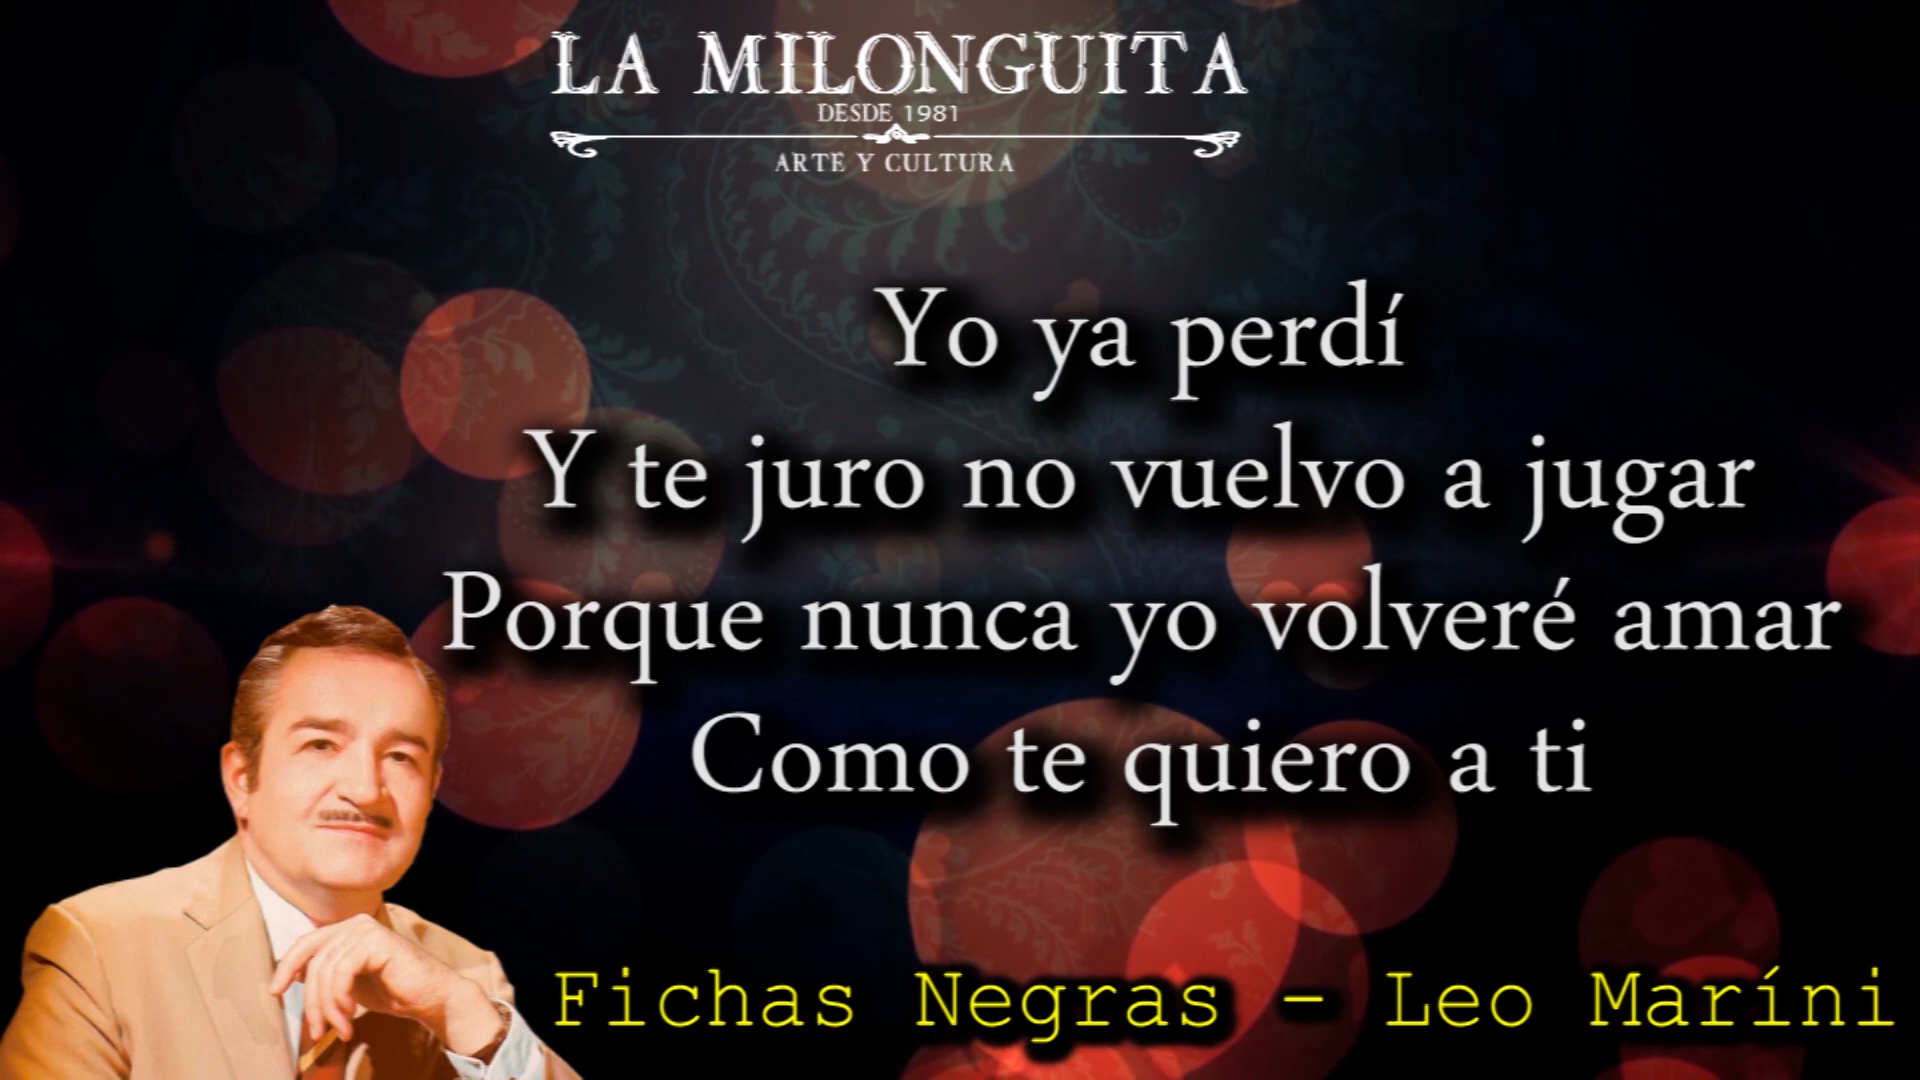 LA MILONGUITA
DESDE 1981
ARTE Y CULTURA
Yo ya perdí
Y te juro no vuelvo a jugar
Porque nunca yo volveré amar
Como te quiero a ti
Fichas Negras - Leo Maríni